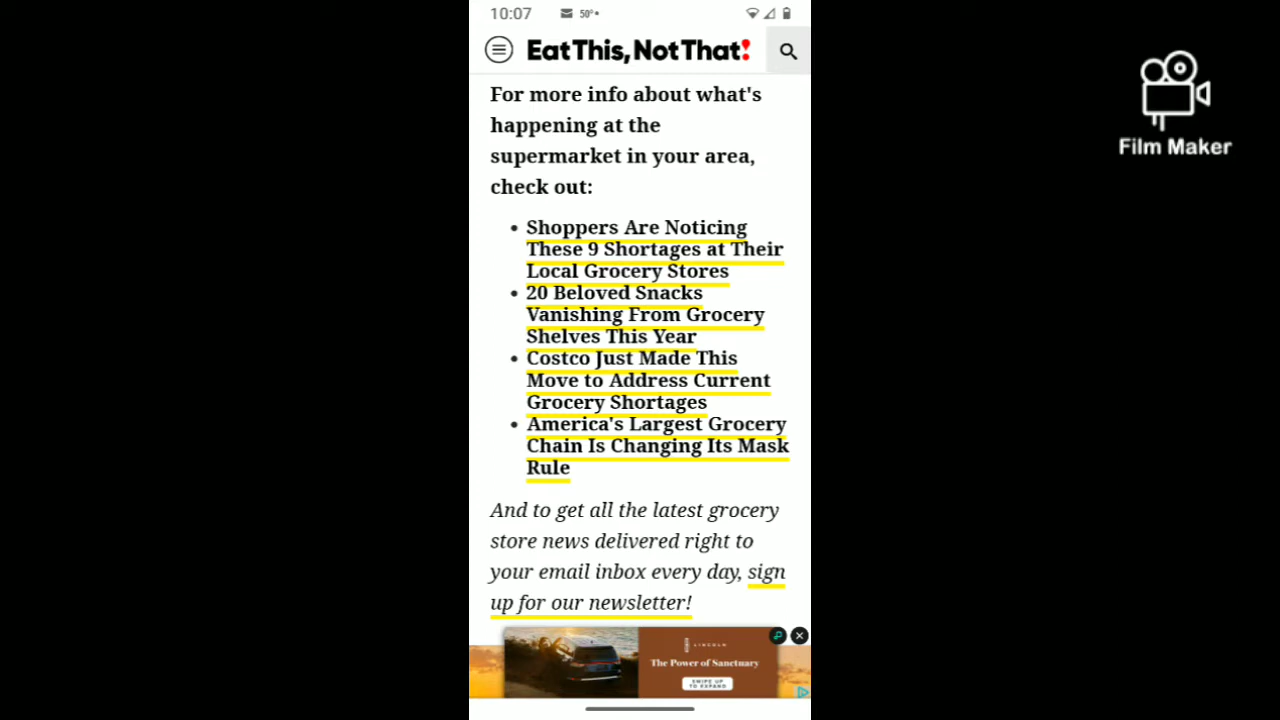 10:07
50°
Eat This, Not That!
Film Maker
For more info about what's
happening at the
supermarket in your area,
check out:
• Shoppers Are Noticing
These 9 Shortages at Their
Local Grocery Stores
• 20 Beloved Snacks
Vanishing From Grocery
Shelves This Year
• Costco Just Made This
Move to Address Current
Grocery Shortages
• America's Largest Grocery
Chain Is Changing Its Mask
Rule
And to get all the latest grocery
store news delivered right to
your email inbox every day, sign
up for our newsletter!
LINCOLN
The Power of Sanctuary
SWIPE UP
TO EXPAND